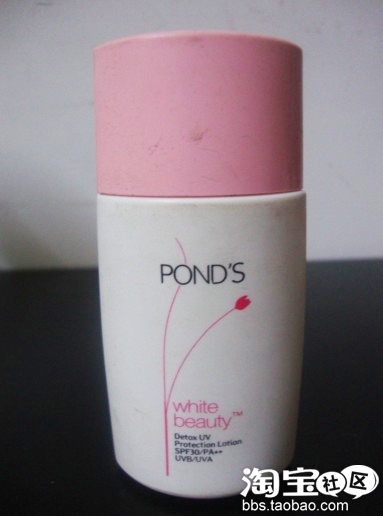 POND'S
white
beauty™
Detox UV
Protection Lotion
SPF30/PA++
UVB/UVA
淘宝社区
bbs.taobao.com